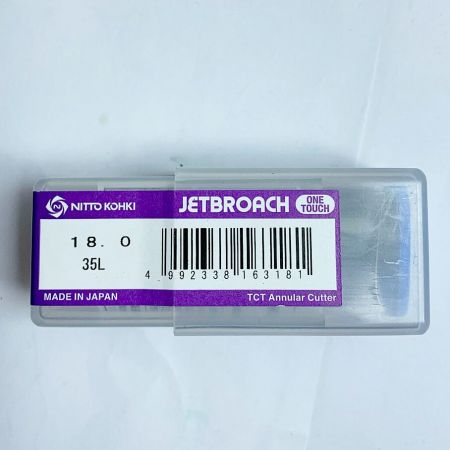 NITTO KOHKI JETBROACH ONE TOUCH
18.0
35L
4 992338 163181
MADE IN JAPAN TCT Annular Cutter